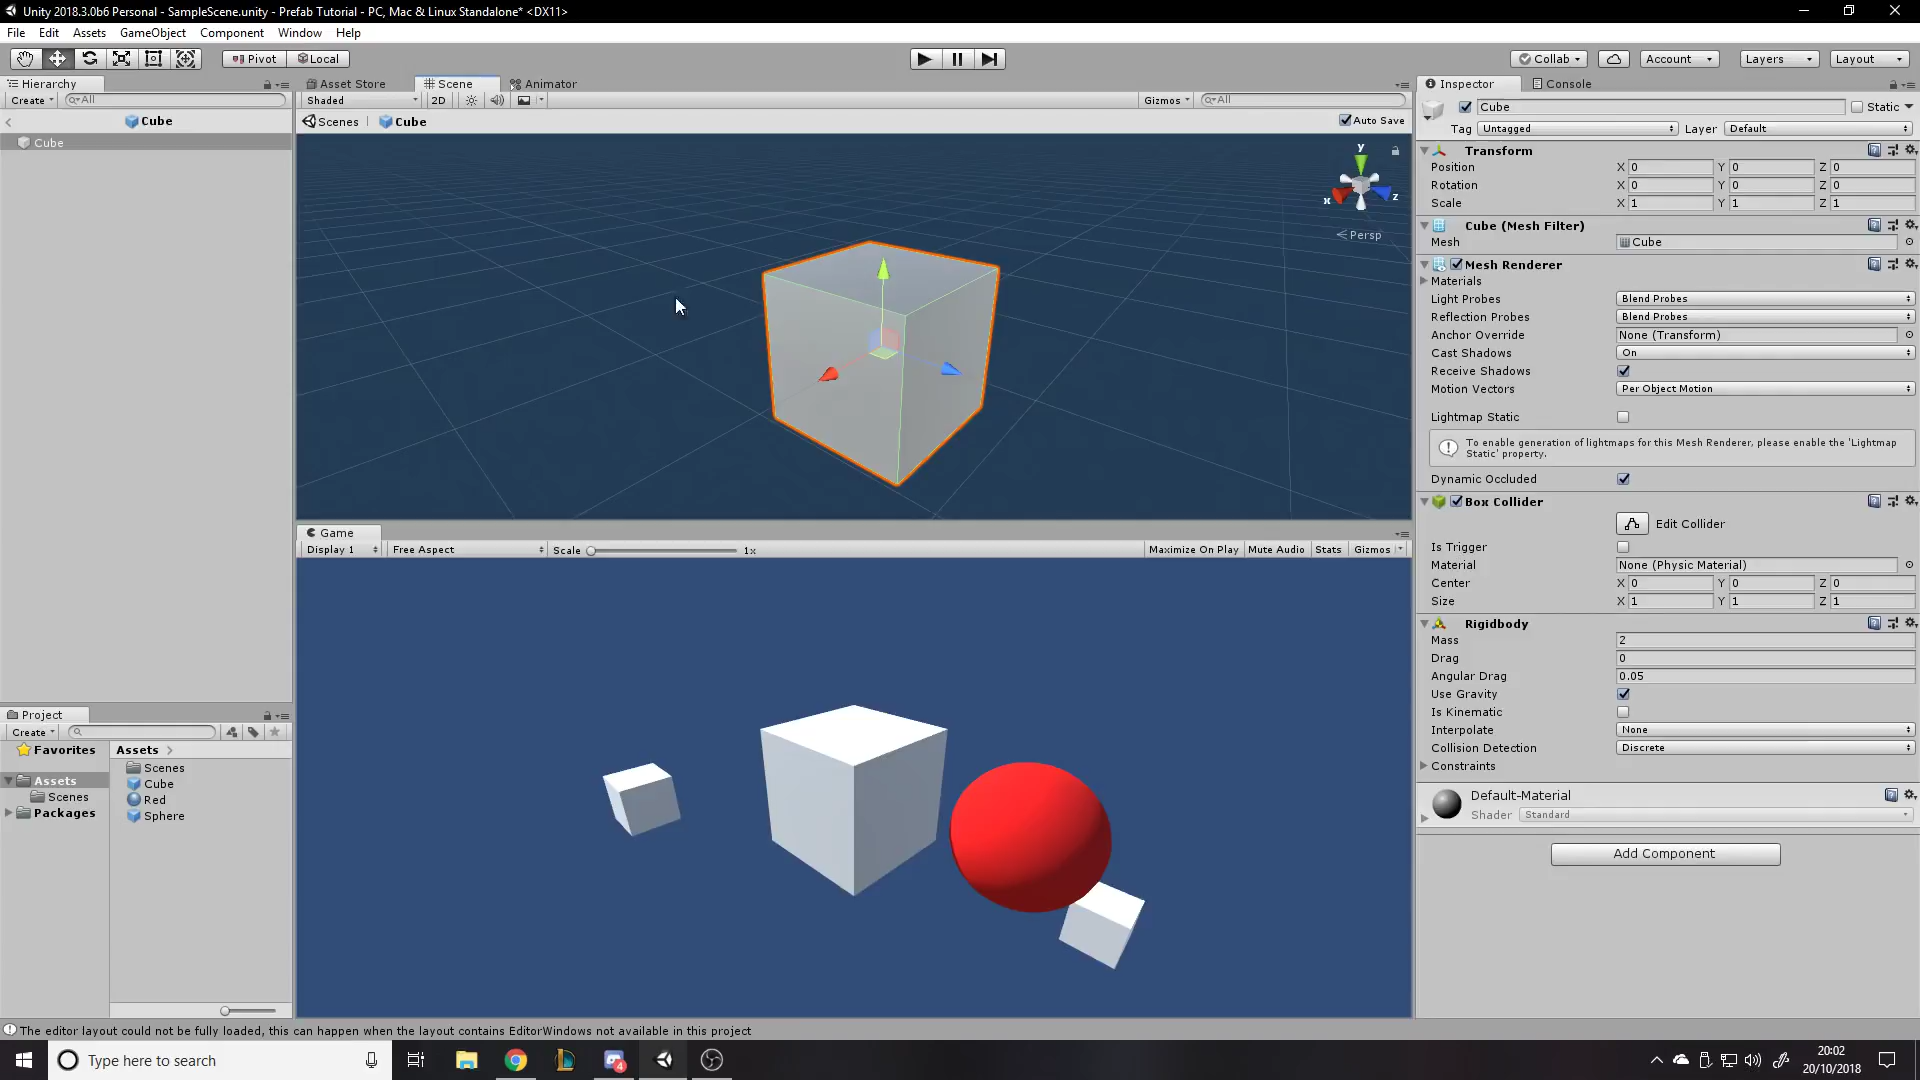 Unity 2018.3.0b6 Personal - SampleScene.unity - Prefab Tutorial - PC, Mac & Linux Standalone* <DX11>
File Edit Assets GameObject Component Window Help
Pivot Local Collab Account Layers Layout
Hierarchy
Create All
Cube
Cube
Asset Store Scene Animator
Shaded 2D Gizmos All
Scenes Cube Auto Save
y
x z
Persp
Game
Display 1 Free Aspect Scale 1x Maximize On Play Mute Audio Stats Gizmos
Project
Create
Favorites
Assets
Scenes
Packages
Assets
Scenes
Cube
Red
Sphere
Inspector Console
Cube Static
Tag Untagged Layer Default
Transform
Position X 0 Y 0 Z 0
Rotation X 0 Y 0 Z 0
Scale X 1 Y 1 Z 1
Cube (Mesh Filter)
Mesh Cube
Mesh Renderer
Materials
Light Probes Blend Probes
Reflection Probes Blend Probes
Anchor Override None (Transform)
Cast Shadows On
Receive Shadows
Motion Vectors Per Object Motion
Lightmap Static
To enable generation of lightmaps for this Mesh Renderer, please enable the 'Lightmap
Static' property.
Dynamic Occluded
Box Collider
Edit Collider
Is Trigger
Material None (Physic Material)
Center X 0 Y 0 Z 0
Size X 1 Y 1 Z 1
Rigidbody
Mass 2
Drag 0
Angular Drag 0.05
Use Gravity
Is Kinematic
Interpolate None
Collision Detection Discrete
Constraints
Default-Material
Shader Standard
Add Component
The editor layout could not be fully loaded, this can happen when the layout contains EditorWindows not available in this project
Type here to search
4
20:02
20/10/2018